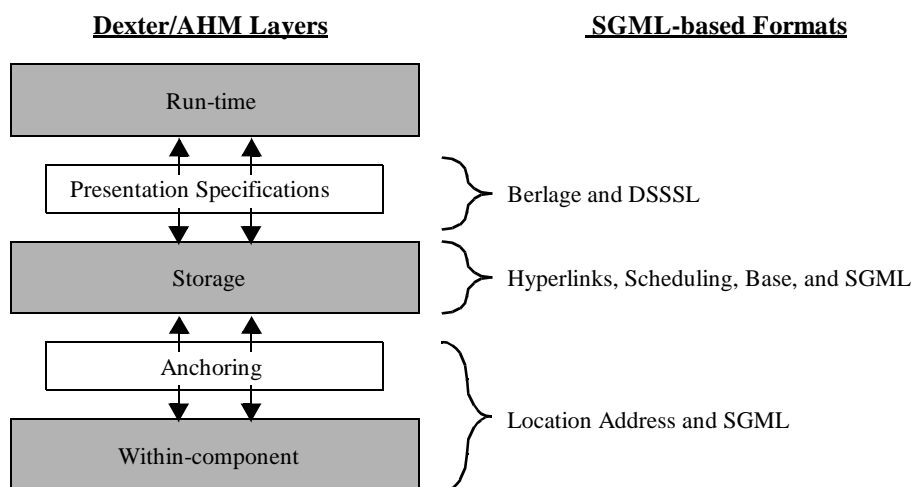 Dexter/AHM Layers
SGML-based Formats
Run-time
Presentation Specifications
Berlage and DSSSL
Storage
Hyperlinks, Scheduling, Base, and SGML
Anchoring
Location Address and SGML
Within-component